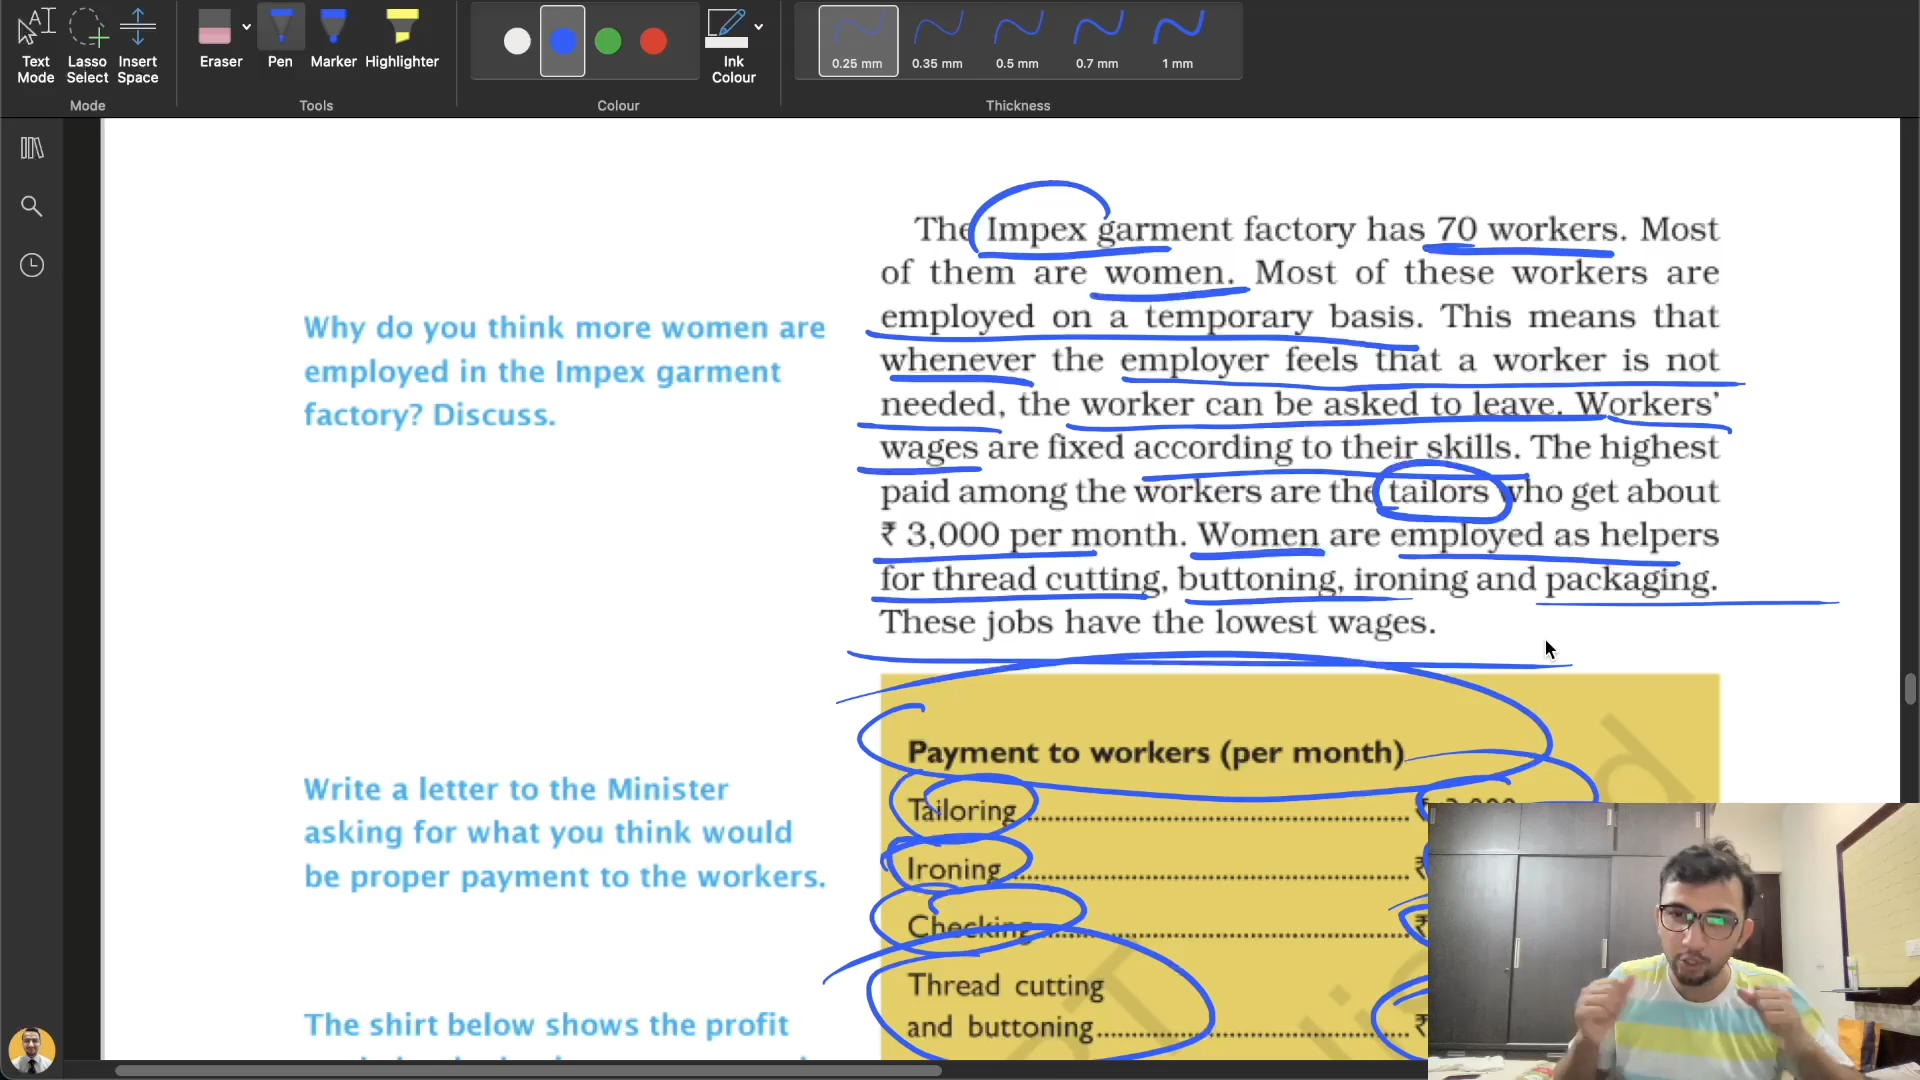 Text
Mode
Lasso
Select
Insert
Space
Eraser
Pen
Marker
Highlighter
Ink
Colour
0.25 mm
0.35 mm
0.5 mm
0.7 mm
1 mm
Mode
Tools
Colour
Thickness
Why do you think more women are
employed in the Impex garment
factory? Discuss.
Write a letter to the Minister
asking for what you think would
be proper payment to the workers.
The shirt below shows the profit
The Impex garment factory has 70 workers. Most
of them are women. Most of these workers are
employed on a temporary basis. This means that
whenever the employer feels that a worker is not
needed, the worker can be asked to leave. Workers’
wages are fixed according to their skills. The highest
paid among the workers are the tailors who get about
₹ 3,000 per month. Women are employed as helpers
for thread cutting, buttoning, ironing and packaging.
These jobs have the lowest wages.
Payment to workers (per month)
Tailoring ................................................ ₹ 3,000
Ironing ................................................ ₹
Checking ................................................ ₹
Thread cutting
and buttoning ................................................ ₹